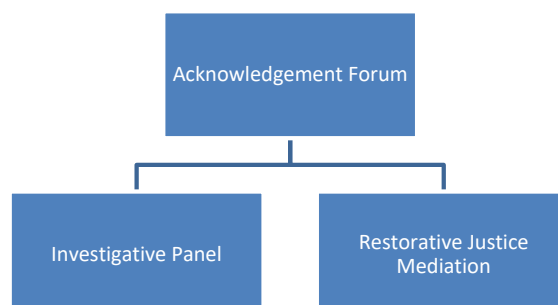 Acknowledgement Forum
Investigative Panel
Restorative Justice
Mediation